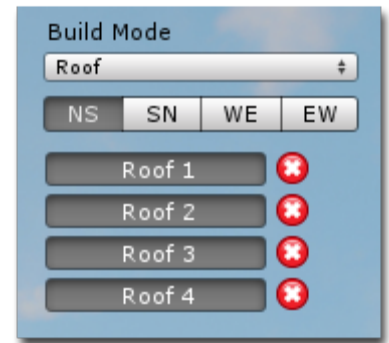 Build Mode
Roof
NS SN WE EW
Roof 1
Roof 2
Roof 3
Roof 4